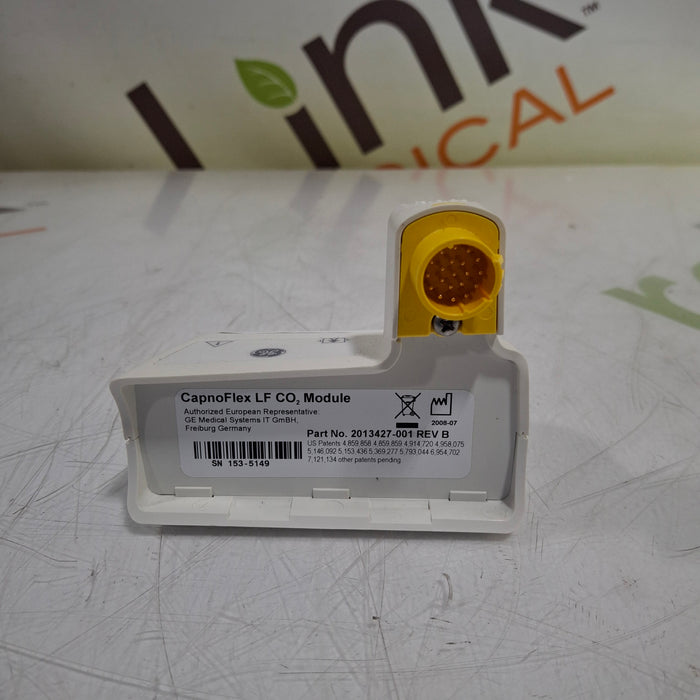 Link™
MEDICAL
GE
CapnoFlex LF CO₂ Module
Authorized European Representative:
GE Medical Systems IT GmBH,
Freiburg Germany
2008-07
Part No. 2013427-001 REV B
US Patents 4,859,858 4,859,859 4,914,720 4,958,075
5,146,092 5,153,436 5,369,277 5,793,044 6,954,702
7,121,134 other patents pending
SN 153-5149